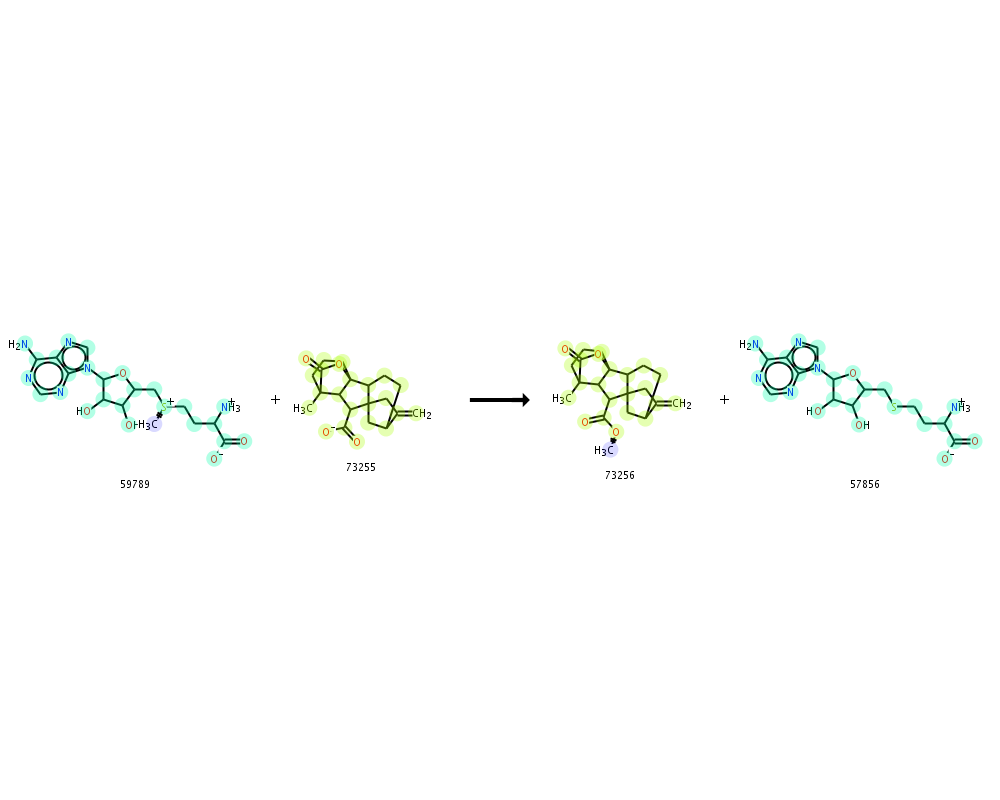 H2N N N N N O HO OH H3C S+ NH3+ O O-
59789
+
O O H3C O- O CH2
73255
O O H3C O O H3C CH2
73256
+
H2N N N N N O HO OH S NH3+ O O-
57856